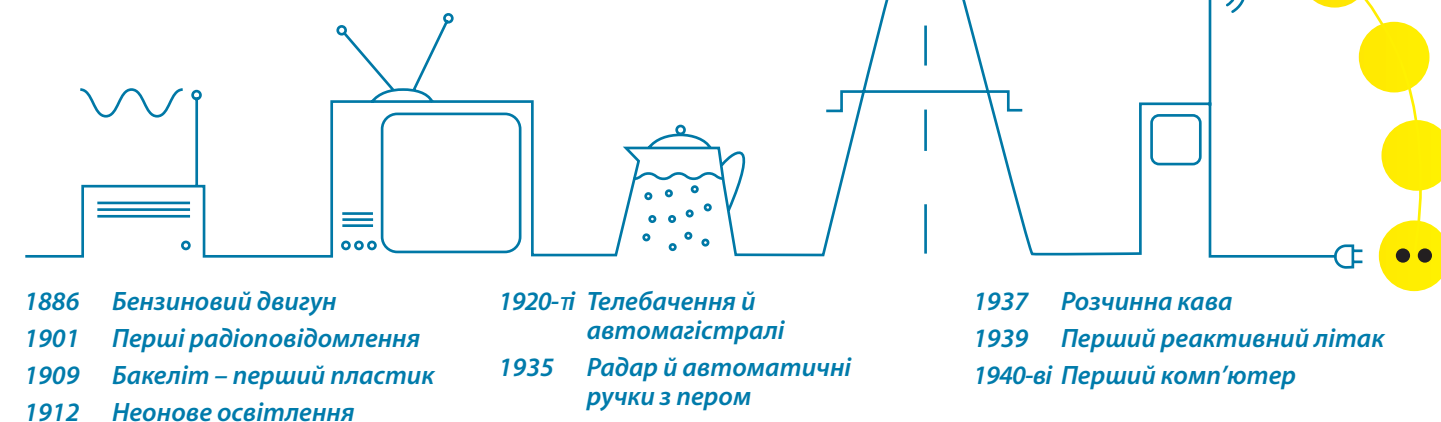 1886 Бензиновий двигун
1901 Перші радіоповідомлення
1909 Бакеліт – перший пластик
1912 Неонове освітлення
1920-ті Телебачення й
автомагістралі
1935 Радар й автоматичні
ручки з пером
1937 Розчинна кава
1939 Перший реактивний літак
1940-ві Перший комп’ютер